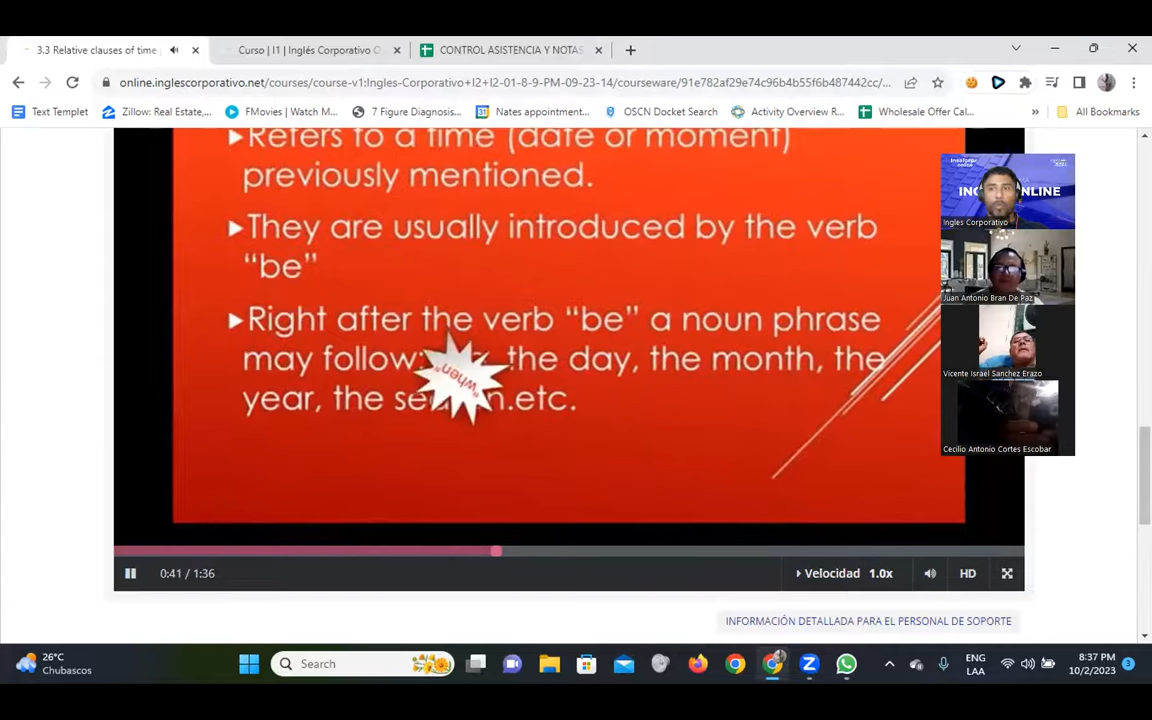 3.3 Relative clauses of time
Curso | I1 | Inglés Corporativo O
CONTROL ASISTENCIA Y NOTAS
online.inglescorporativo.net/courses/course-v1:Ingles-Corporativo+I2+I2-01-8-9-PM-09-23-14/courseware/91e782af29e74c96b4b55f6b487442cc/...
Text Templet
Zillow: Real Estate,...
FMovies | Watch M...
7 Figure Diagnosis...
Nates appointment...
OSCN Docket Search
Activity Overview R...
Wholesale Offer Cal...
»
All Bookmarks
▸Refers to a time (date or moment)
previously mentioned.
▸They are usually introduced by the verb
“be”
▸Right after the verb “be” a noun phrase
may follow: the day, the month, the
year, the se n.etc.
"when"
INGL ONLINE
Ingles Corporativo
Juan Antonio Bran De Paz
Vicente Israel Sanchez Erazo
Cecilio Antonio Cortes Escobar
0:41 / 1:36
Velocidad 1.0x
HD
INFORMACIÓN DETALLADA PARA EL PERSONAL DE SOPORTE
26°C
Chubascos
Search
ENG
LAA
8:37 PM
10/2/2023
3